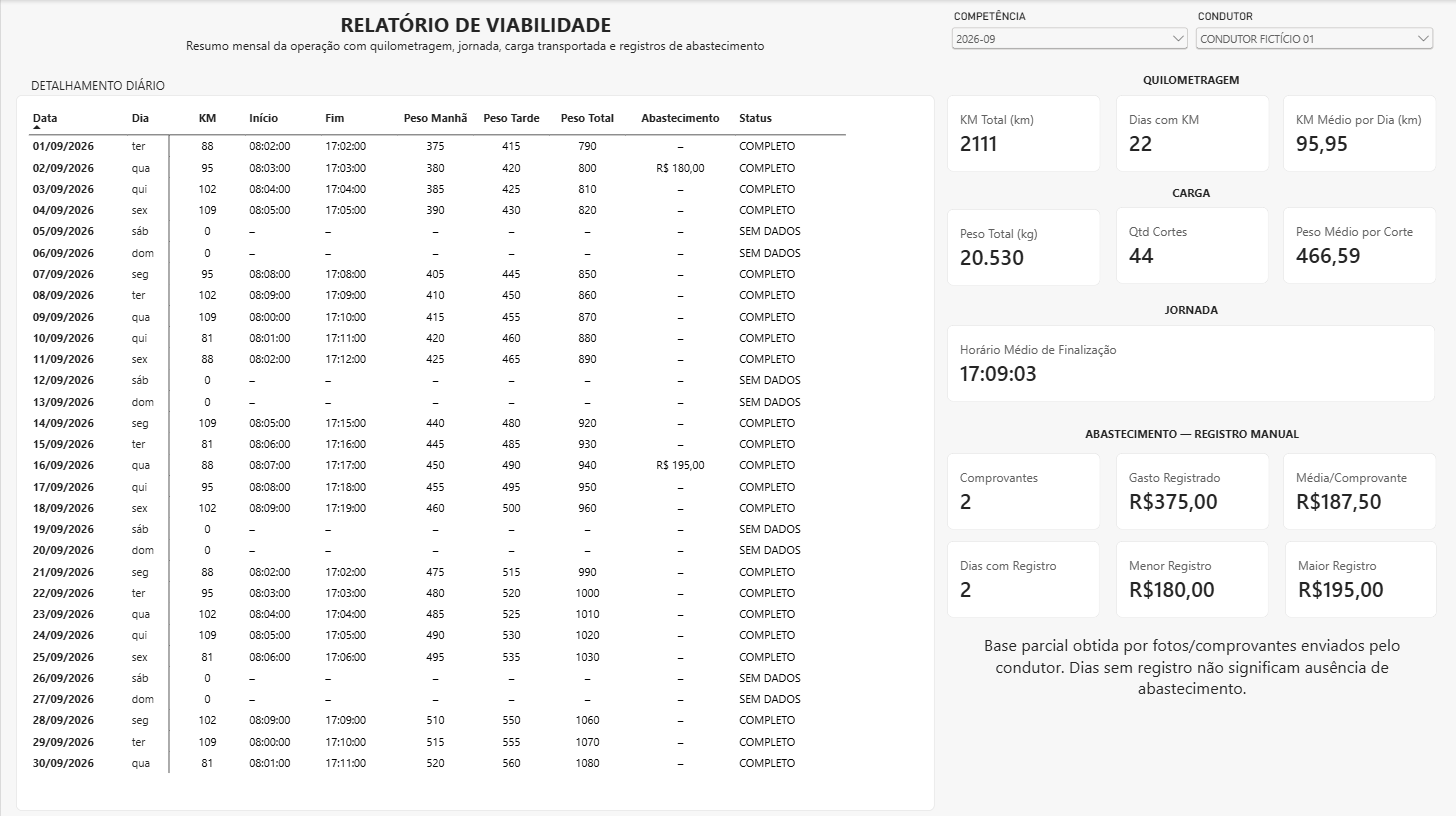 RELATÓRIO DE VIABILIDADE
Resumo mensal da operação com quilometragem, jornada, carga transportada e registros de abastecimento
COMPETÊNCIA
2026-09
CONDUTOR
CONDUTOR FICTÍCIO 01
DETALHAMENTO DIÁRIO
Data Dia KM Início Fim Peso Manhã Peso Tarde Peso Total Abastecimento Status
01/09/2026 ter 88 08:02:00 17:02:00 375 415 790 – COMPLETO
02/09/2026 qua 95 08:03:00 17:03:00 380 420 800 R$ 180,00 COMPLETO
03/09/2026 qui 102 08:04:00 17:04:00 385 425 810 – COMPLETO
04/09/2026 sex 109 08:05:00 17:05:00 390 430 820 – COMPLETO
05/09/2026 sáb 0 – – – – – – SEM DADOS
06/09/2026 dom 0 – – – – – – SEM DADOS
07/09/2026 seg 95 08:08:00 17:08:00 405 445 850 – COMPLETO
08/09/2026 ter 102 08:09:00 17:09:00 410 450 860 – COMPLETO
09/09/2026 qua 109 08:00:00 17:10:00 415 455 870 – COMPLETO
10/09/2026 qui 81 08:01:00 17:11:00 420 460 880 – COMPLETO
11/09/2026 sex 88 08:02:00 17:12:00 425 465 890 – COMPLETO
12/09/2026 sáb 0 – – – – – – SEM DADOS
13/09/2026 dom 0 – – – – – – SEM DADOS
14/09/2026 seg 109 08:05:00 17:15:00 440 480 920 – COMPLETO
15/09/2026 ter 81 08:06:00 17:16:00 445 485 930 – COMPLETO
16/09/2026 qua 88 08:07:00 17:17:00 450 490 940 R$ 195,00 COMPLETO
17/09/2026 qui 95 08:08:00 17:18:00 455 495 950 – COMPLETO
18/09/2026 sex 102 08:09:00 17:19:00 460 500 960 – COMPLETO
19/09/2026 sáb 0 – – – – – – SEM DADOS
20/09/2026 dom 0 – – – – – – SEM DADOS
21/09/2026 seg 88 08:02:00 17:02:00 475 515 990 – COMPLETO
22/09/2026 ter 95 08:03:00 17:03:00 480 520 1000 – COMPLETO
23/09/2026 qua 102 08:04:00 17:04:00 485 525 1010 – COMPLETO
24/09/2026 qui 109 08:05:00 17:05:00 490 530 1020 – COMPLETO
25/09/2026 sex 81 08:06:00 17:06:00 495 535 1030 – COMPLETO
26/09/2026 sáb 0 – – – – – – SEM DADOS
27/09/2026 dom 0 – – – – – – SEM DADOS
28/09/2026 seg 102 08:09:00 17:09:00 510 550 1060 – COMPLETO
29/09/2026 ter 109 08:00:00 17:10:00 515 555 1070 – COMPLETO
30/09/2026 qua 81 08:01:00 17:11:00 520 560 1080 – COMPLETO
QUILOMETRAGEM
KM Total (km)
2111
Dias com KM
22
KM Médio por Dia (km)
95,95
CARGA
Peso Total (kg)
20.530
Qtd Cortes
44
Peso Médio por Corte
466,59
JORNADA
Horário Médio de Finalização
17:09:03
ABASTECIMENTO — REGISTRO MANUAL
Comprovantes
2
Gasto Registrado
R$375,00
Média/Comprovante
R$187,50
Dias com Registro
2
Menor Registro
R$180,00
Maior Registro
R$195,00
Base parcial obtida por fotos/comprovantes enviados pelo
condutor. Dias sem registro não significam ausência de
abastecimento.